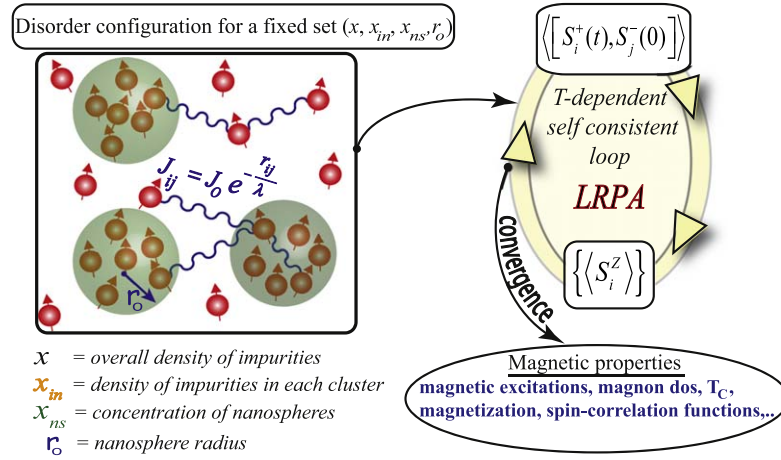 Disorder configuration for a fixed set (x, x_in, x_ns, r_o)
J_ij = J_o e^{-r_ij/λ}
r_o
x = overall density of impurities
x_in = density of impurities in each cluster
x_ns = concentration of nanospheres
r_o = nanosphere radius
⟨[S_i^+(t), S_j^-(0)]⟩
T-dependent
self consistent
loop
LRPA
{⟨S_i^Z⟩}
convergence
Magnetic properties
magnetic excitations, magnon dos, T_C,
magnetization, spin-correlation functions,..